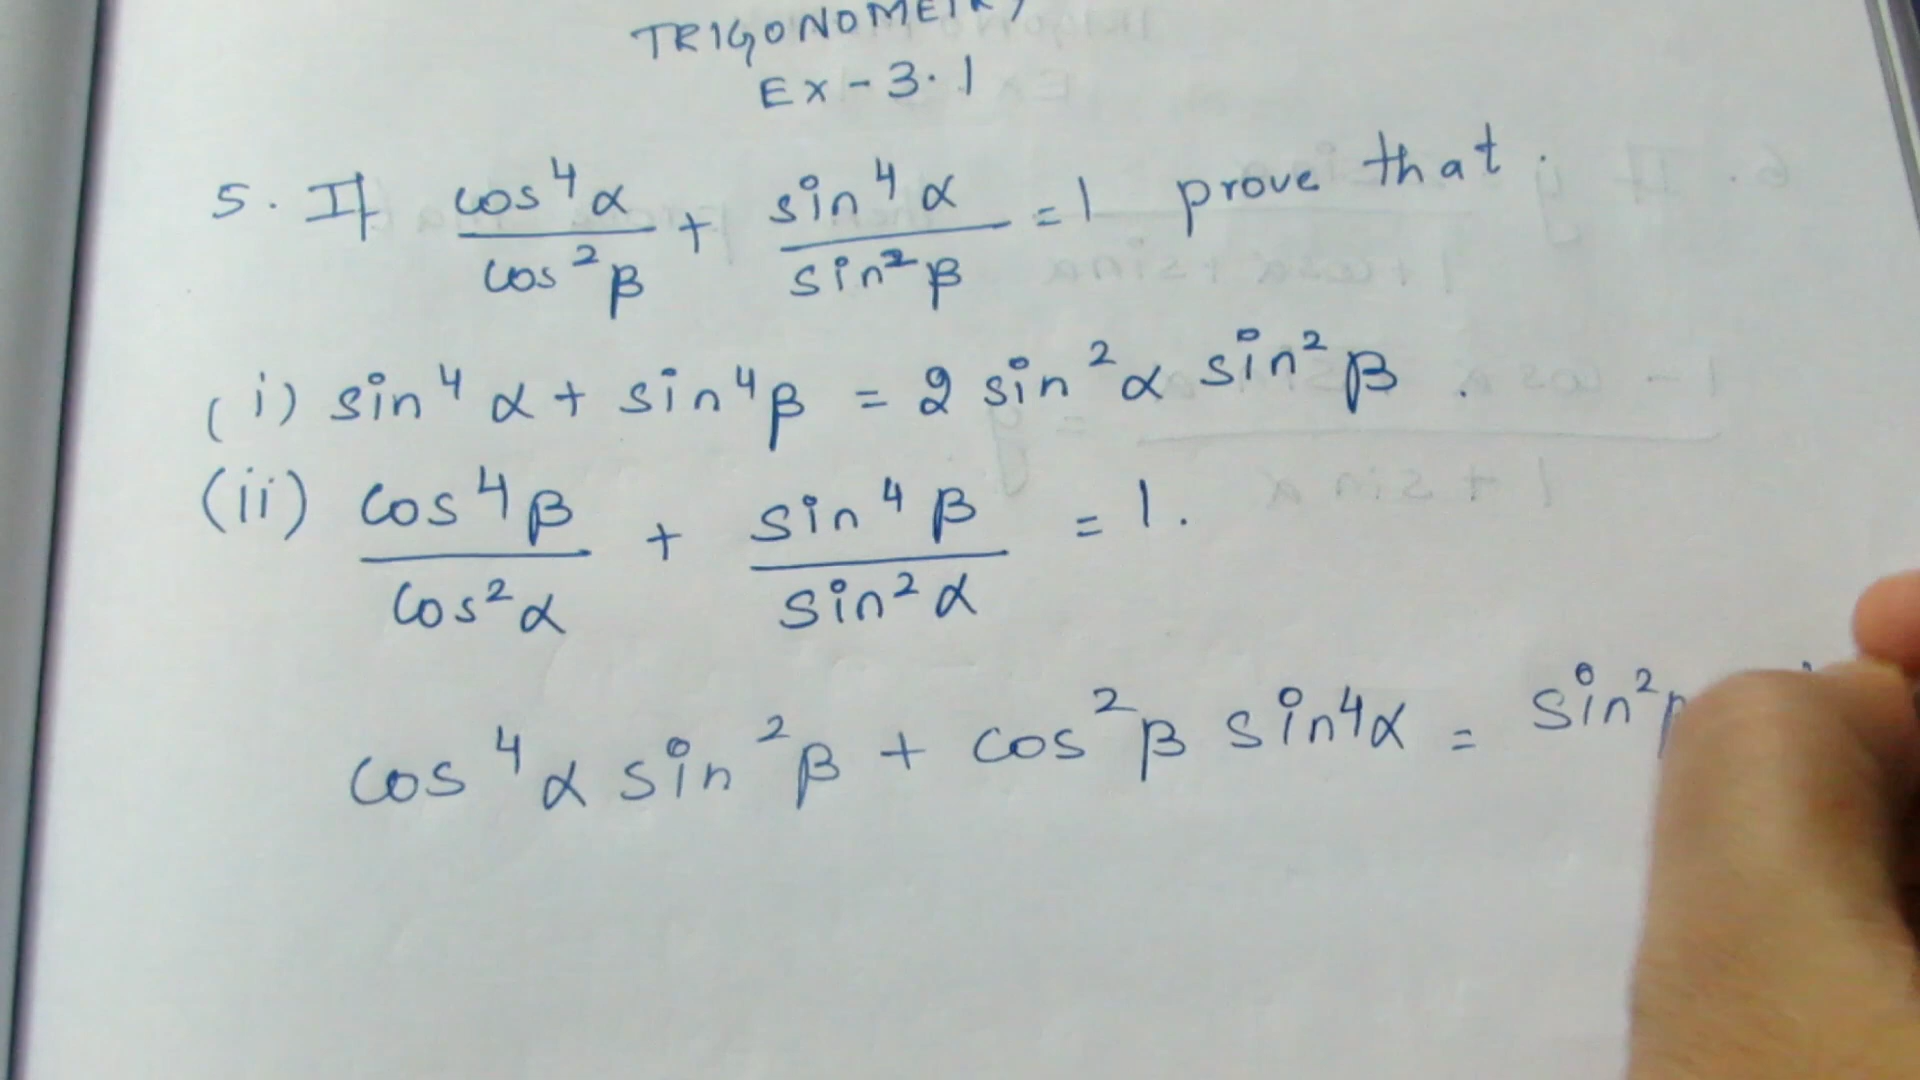 TRIGONOMETRY
Ex - 3.1
5. If cos⁴α/cos²β + sin⁴α/sin²β = 1 prove that
(i) sin⁴α + sin⁴β = 2 sin²α sin²β.
(ii) cos⁴β/cos²α + sin⁴β/sin²α = 1.
cos⁴α sin²β + cos²β sin⁴α = sin²